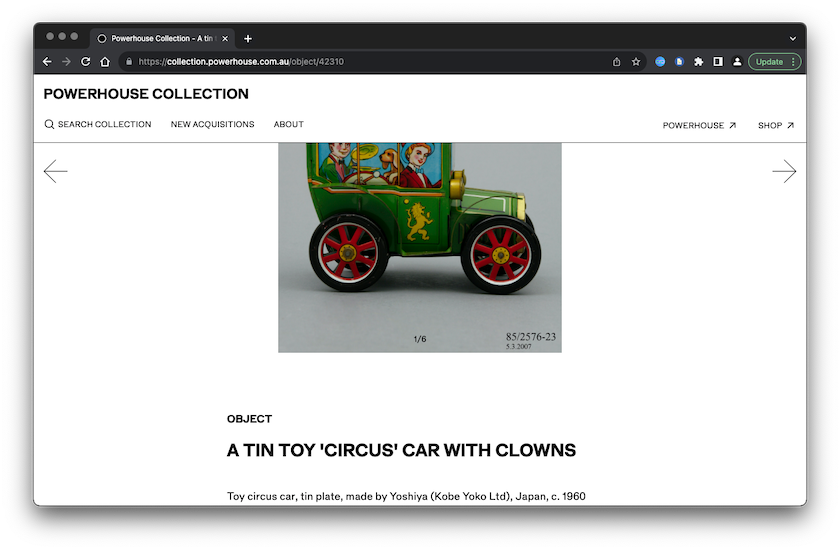 Powerhouse Collection - A tin t
https://collection.powerhouse.com.au/object/42310
Update
POWERHOUSE COLLECTION
SEARCH COLLECTION NEW ACQUISITIONS ABOUT POWERHOUSE SHOP
1/6
85/2576-23
5.3.2007
OBJECT
A TIN TOY 'CIRCUS' CAR WITH CLOWNS
Toy circus car, tin plate, made by Yoshiya (Kobe Yoko Ltd), Japan, c. 1960